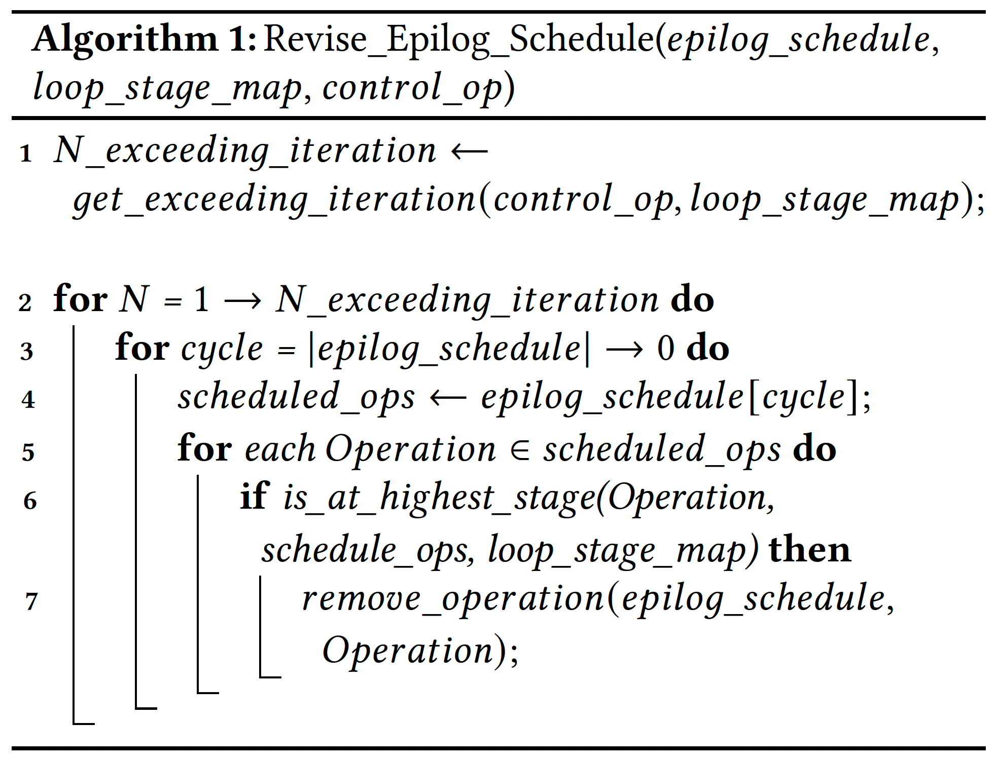 Algorithm 1: Revise_Epilog_Schedule(epilog_schedule,
loop_stage_map, control_op)
1 N_exceeding_iteration ←
get_exceeding_iteration(control_op, loop_stage_map);
2 for N = 1 → N_exceeding_iteration do
3 for cycle = |epilog_schedule| → 0 do
4 scheduled_ops ← epilog_schedule[cycle];
5 for each Operation ∈ scheduled_ops do
6 if is_at_highest_stage(Operation,
schedule_ops, loop_stage_map) then
7 remove_operation(epilog_schedule,
Operation);